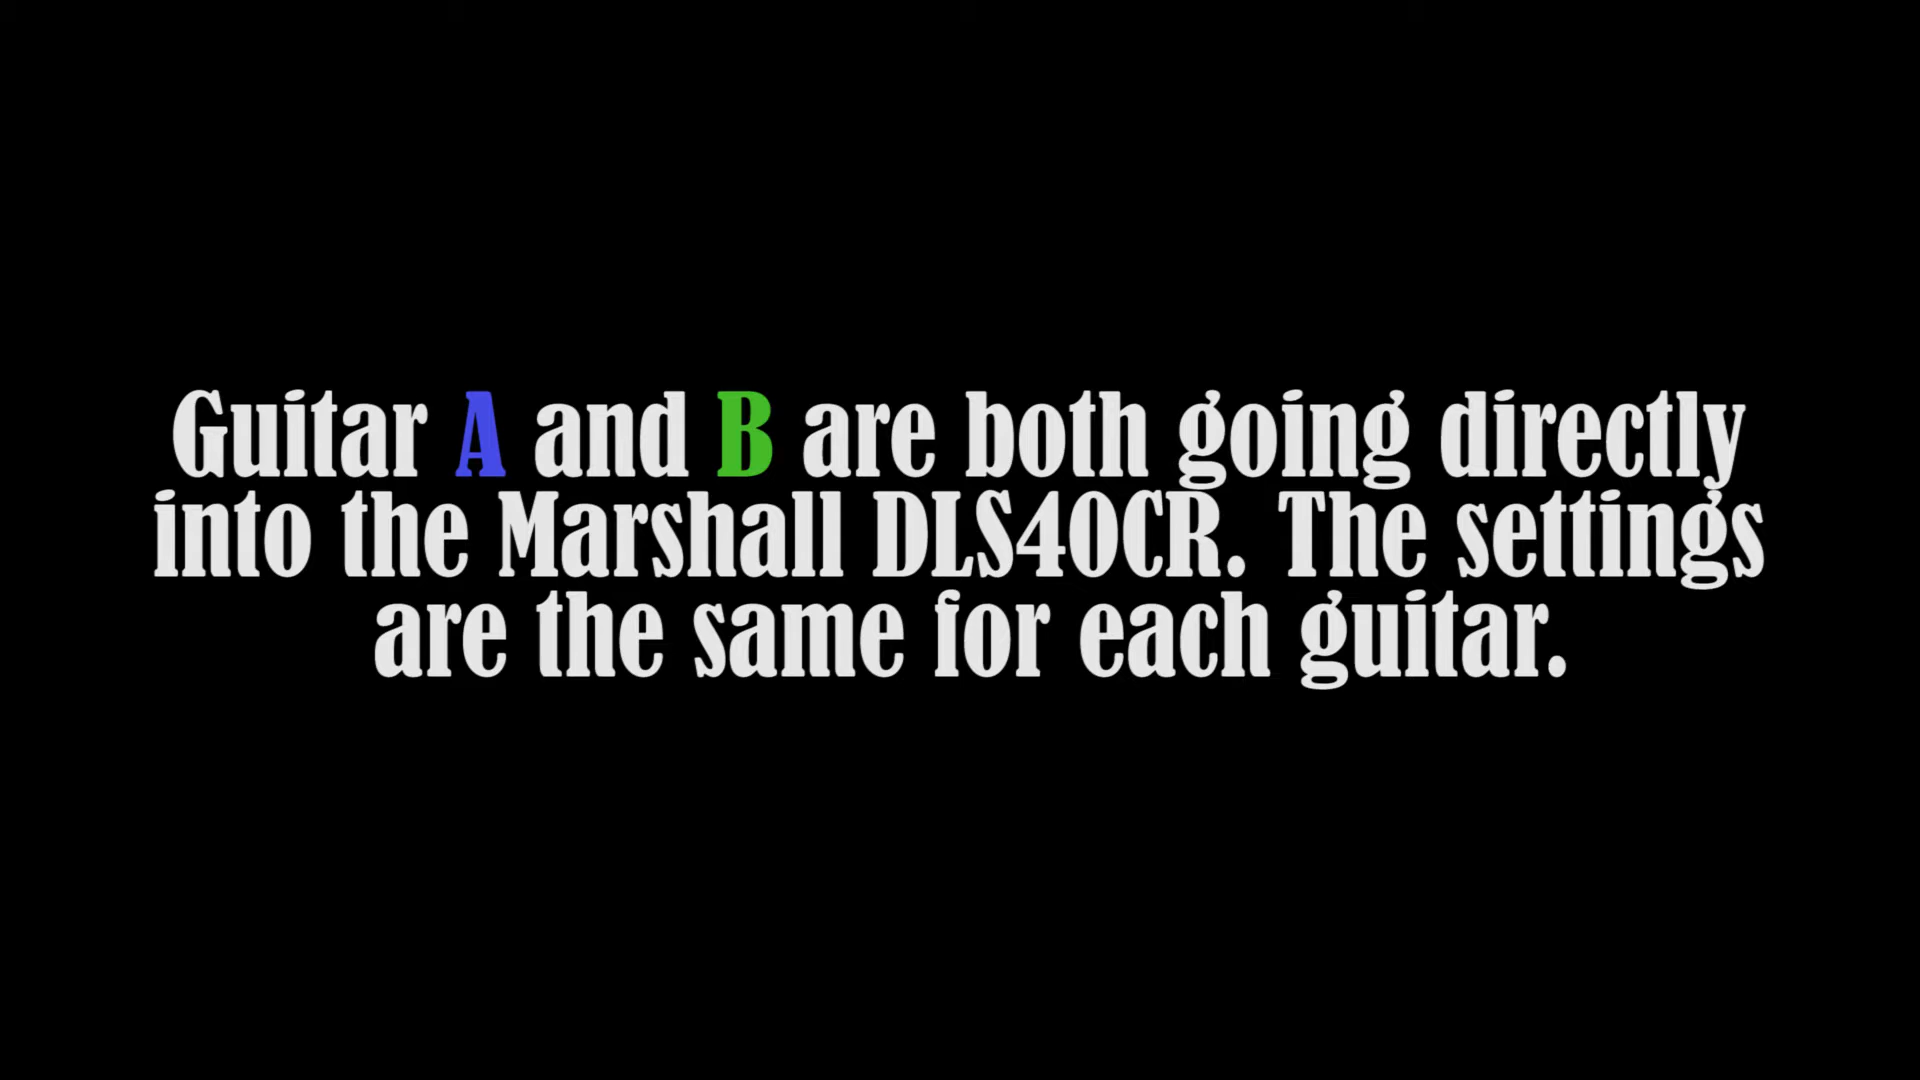 Guitar A and B are both going directly
into the Marshall DLS40CR. The settings
are the same for each guitar.